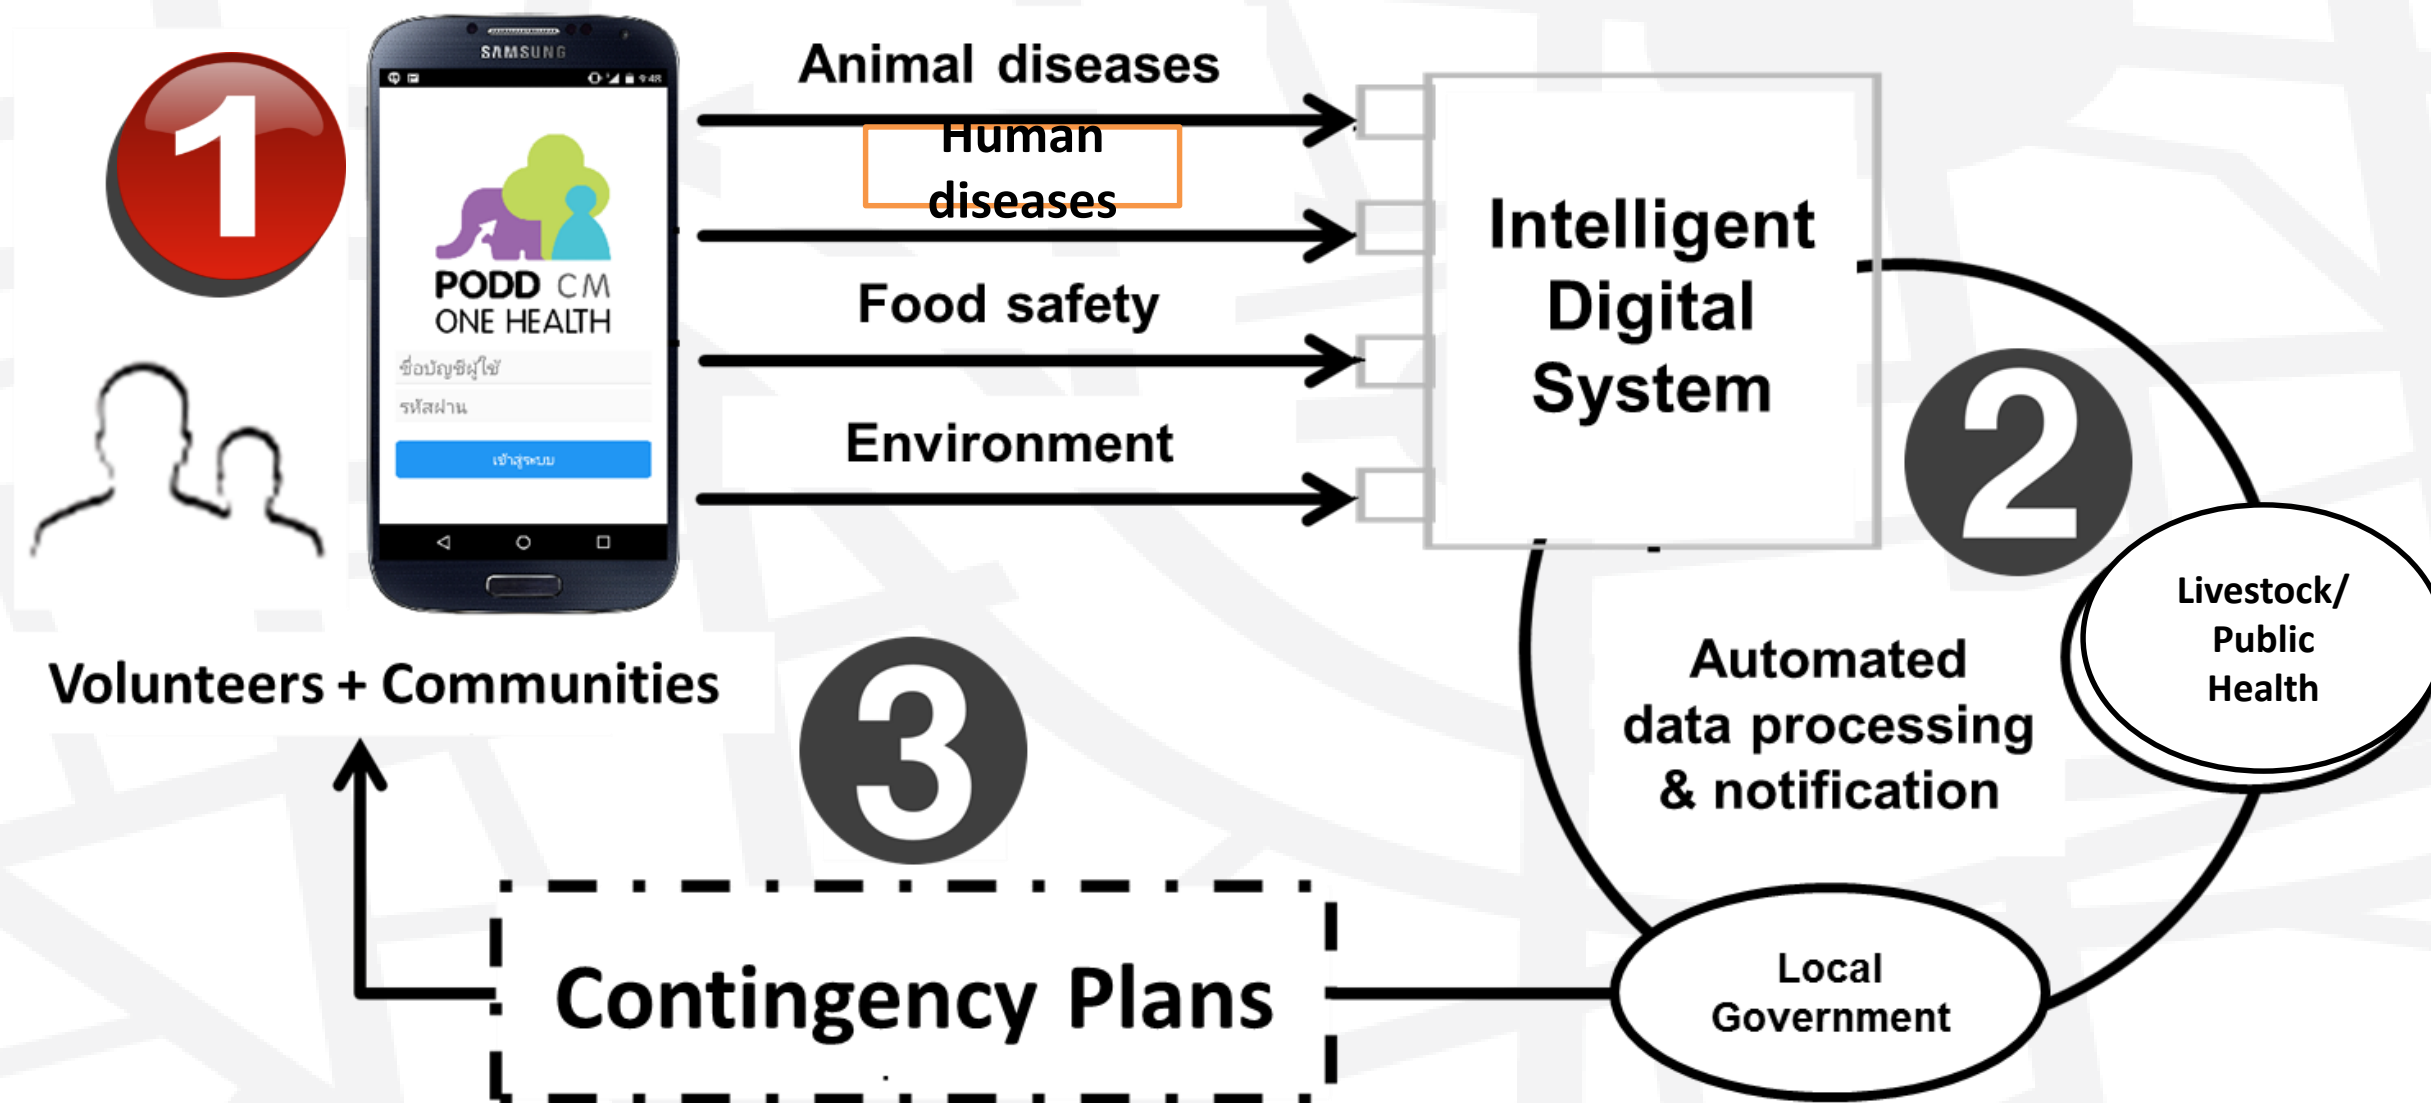 1
SAMSUNG
9:48
PODD CM
ONE HEALTH
ชื่อบัญชีผู้ใช้
รหัสผ่าน
เข้าสู่ระบบ
Volunteers + Communities
Animal diseases
Human
diseases
Food safety
Environment
Intelligent
Digital
System
2
Livestock/
Public
Health
Automated
data processing
& notification
Local
Government
3
Contingency Plans